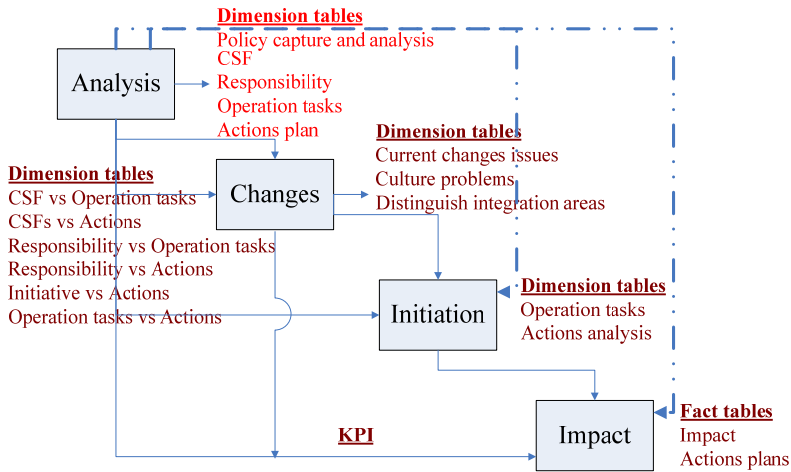 Dimension tables
Policy capture and analysis
CSF
Responsibility
Operation tasks
Actions plan
Analysis
Dimension tables
Current changes issues
Culture problems
Distinguish integration areas
Changes
Dimension tables
CSF vs Operation tasks
CSFs vs Actions
Responsibility vs Operation tasks
Responsibility vs Actions
Initiative vs Actions
Operation tasks vs Actions
Dimension tables
Operation tasks
Actions analysis
Initiation
Fact tables
Impact
Actions plans
Impact
KPI